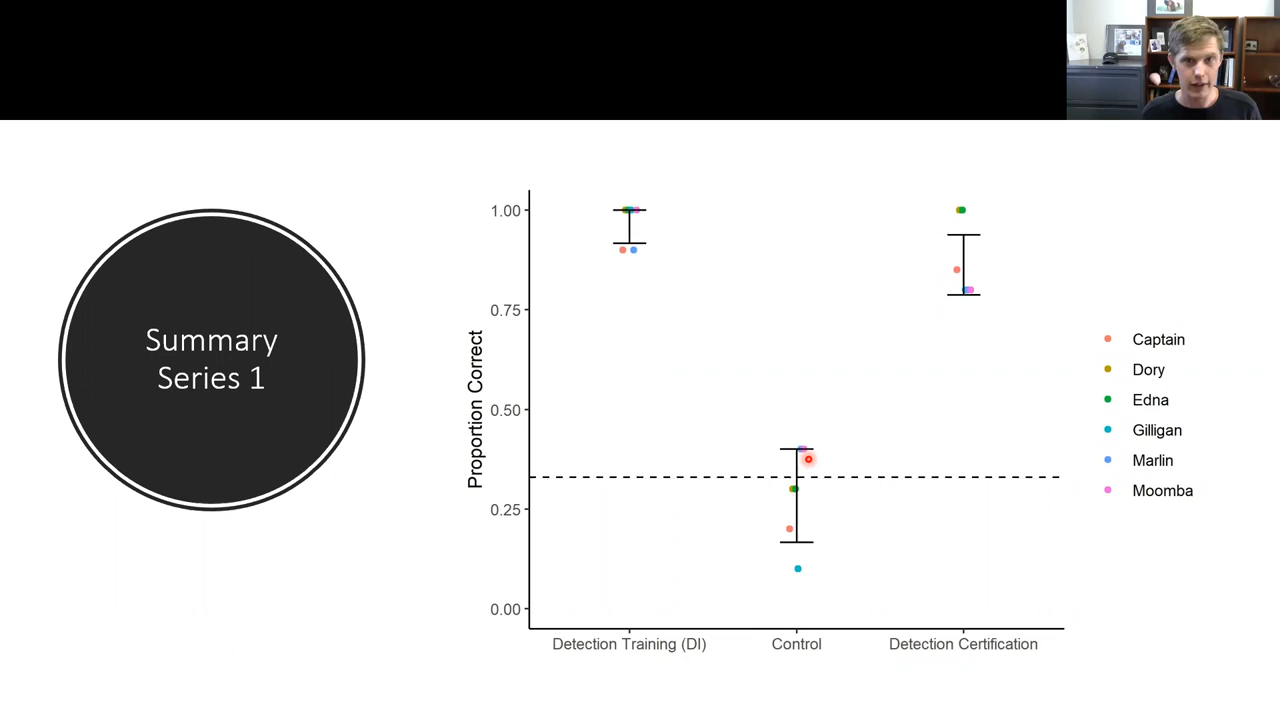 Summary
Series 1
Proportion Correct
1.00
0.75
0.50
0.25
0.00
Detection Training (DI)
Control
Detection Certification
Captain
Dory
Edna
Gilligan
Marlin
Moomba